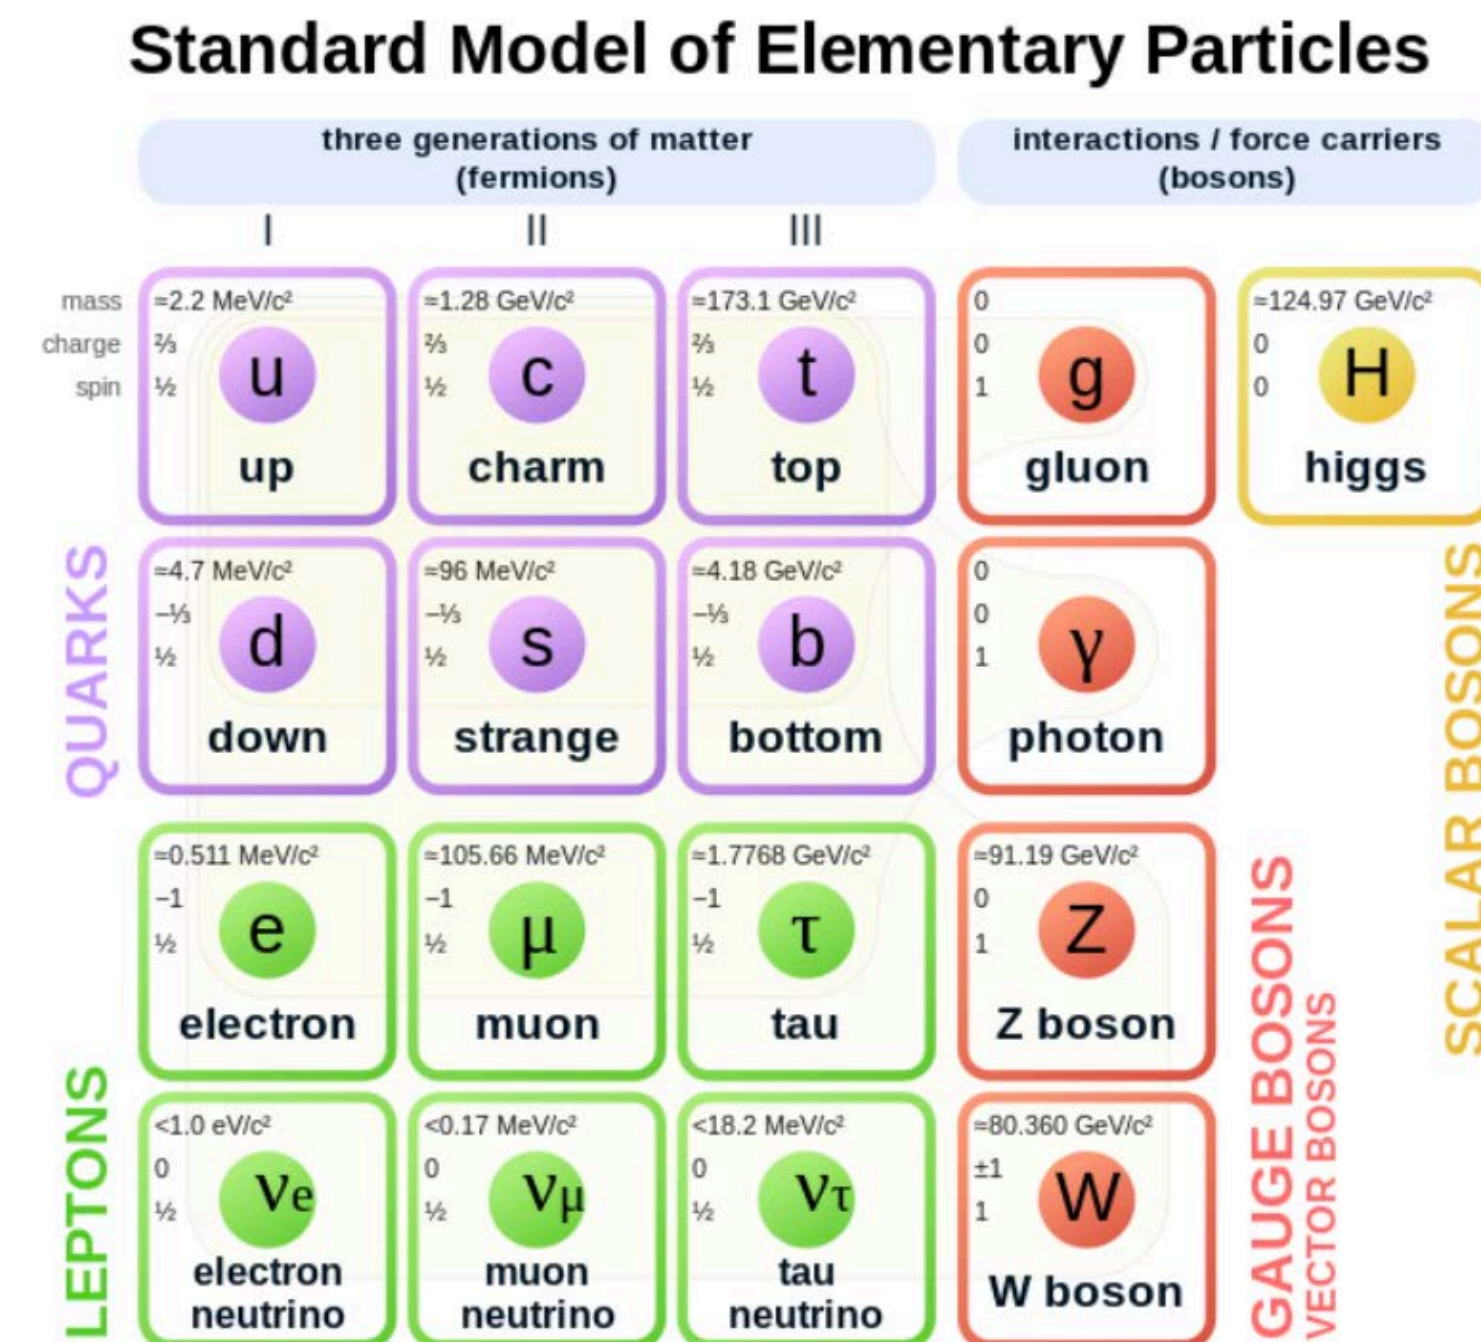 Standard Model of Elementary Particles
three generations of matter
(fermions)
interactions / force carriers
(bosons)
I
II
III
mass
charge
spin
≈2.2 MeV/c²
⅔
½
u
up
≈1.28 GeV/c²
⅔
½
c
charm
≈173.1 GeV/c²
⅔
½
t
top
0
0
1
g
gluon
≈124.97 GeV/c²
0
0
H
higgs
QUARKS
≈4.7 MeV/c²
−⅓
½
d
down
≈96 MeV/c²
−⅓
½
s
strange
≈4.18 GeV/c²
−⅓
½
b
bottom
0
0
1
γ
photon
SCALAR BOSONS
LEPTONS
≈0.511 MeV/c²
−1
½
e
electron
≈105.66 MeV/c²
−1
½
μ
muon
≈1.7768 GeV/c²
−1
½
τ
tau
≈91.19 GeV/c²
0
1
Z
Z boson
<1.0 eV/c²
0
½
νe
electron
neutrino
<0.17 MeV/c²
0
½
νμ
muon
neutrino
<18.2 MeV/c²
0
½
ντ
tau
neutrino
≈80.360 GeV/c²
±1
1
W
W boson
GAUGE BOSONS
VECTOR BOSONS